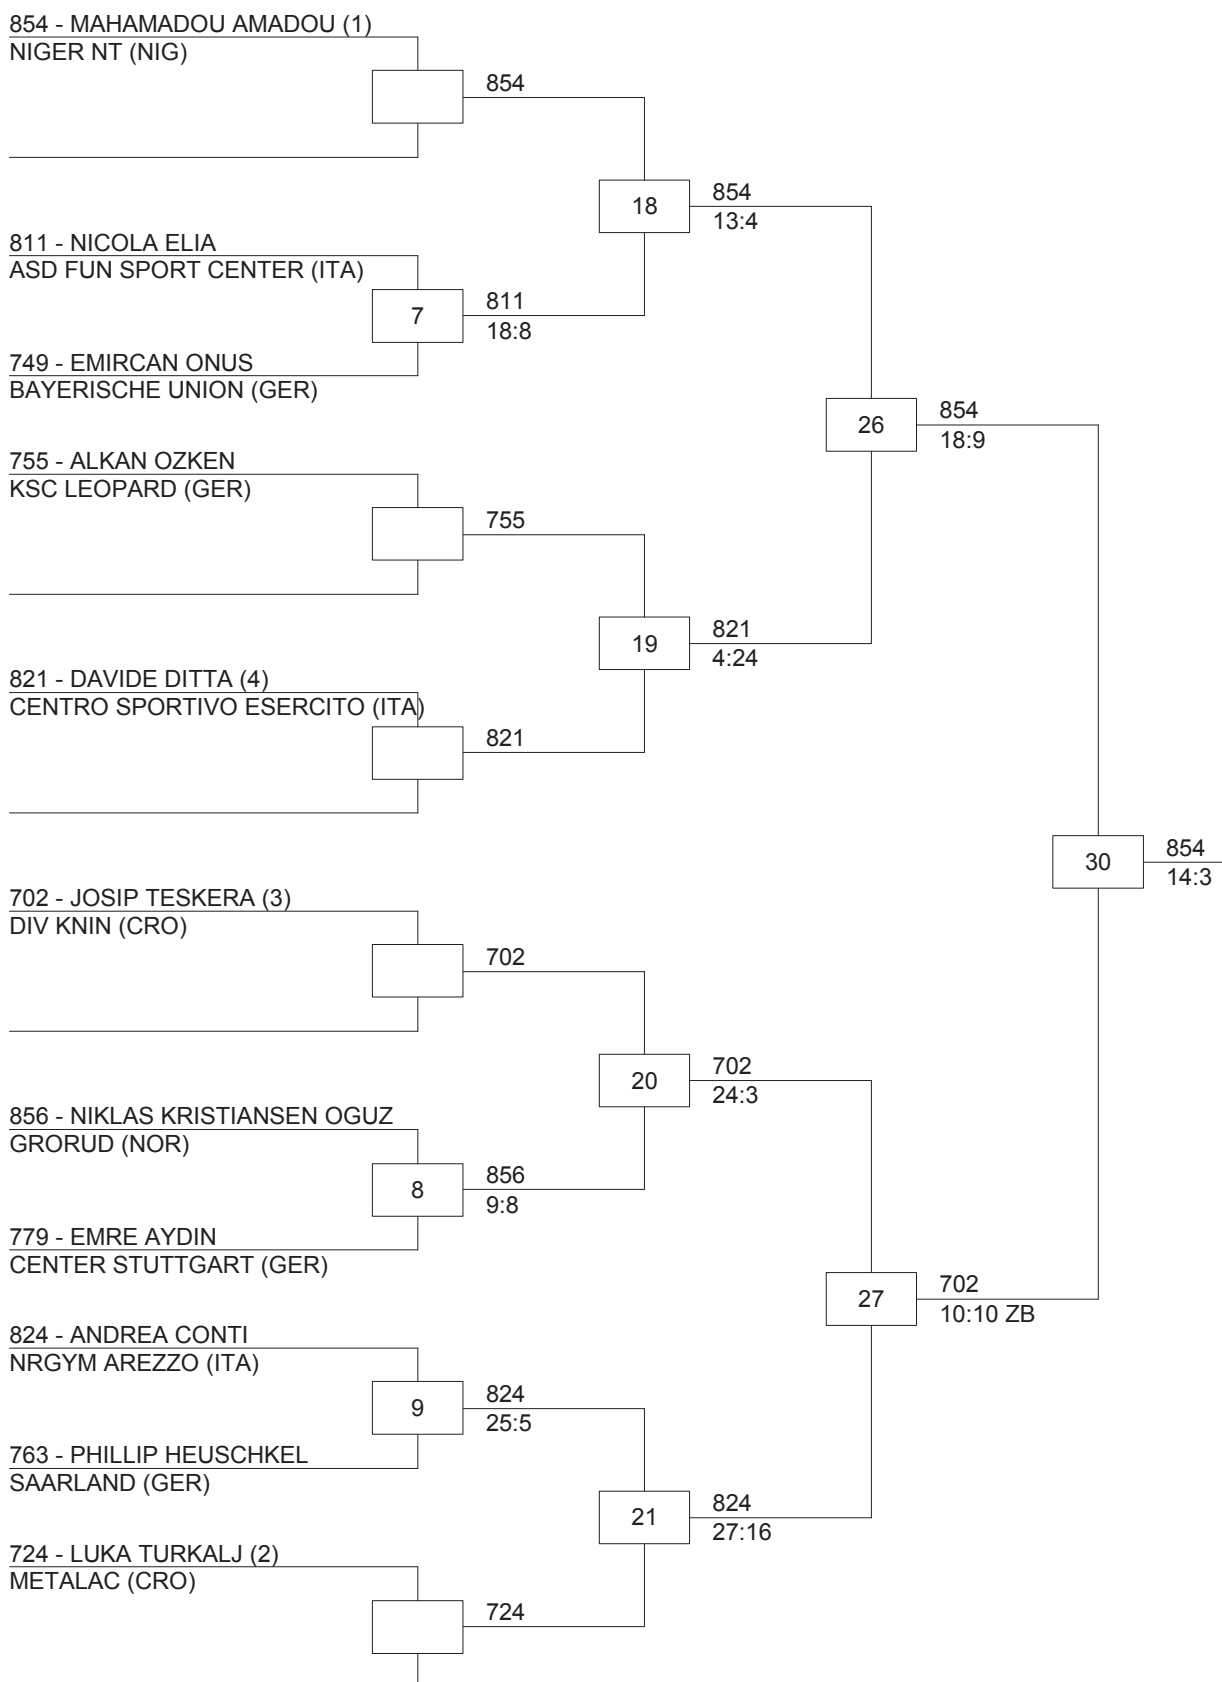 854 - MAHAMADOU AMADOU (1)
NIGER NT (NIG)
854
18
854
13:4
811 - NICOLA ELIA
ASD FUN SPORT CENTER (ITA)
7
811
18:8
749 - EMIRCAN ONUS
BAYERISCHE UNION (GER)
26
854
18:9
755 - ALKAN OZKEN
KSC LEOPARD (GER)
755
19
821
4:24
821 - DAVIDE DITTA (4)
CENTRO SPORTIVO ESERCITO (ITA)
821
30
854
14:3
702 - JOSIP TESKERA (3)
DIV KNIN (CRO)
702
20
702
24:3
856 - NIKLAS KRISTIANSEN OGUZ
GRORUD (NOR)
8
856
9:8
779 - EMRE AYDIN
CENTER STUTTGART (GER)
27
702
10:10 ZB
824 - ANDREA CONTI
NRGYM AREZZO (ITA)
9
824
25:5
763 - PHILLIP HEUSCHKEL
SAARLAND (GER)
21
824
27:16
724 - LUKA TURKALJ (2)
METALAC (CRO)
724